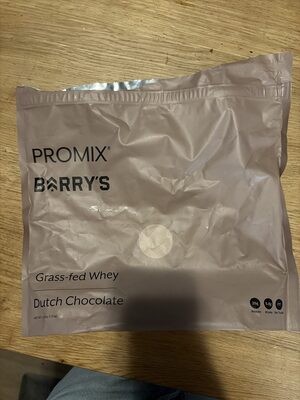 PROMIX®
BARRY'S
Grass-fed Whey
Dutch Chocolate